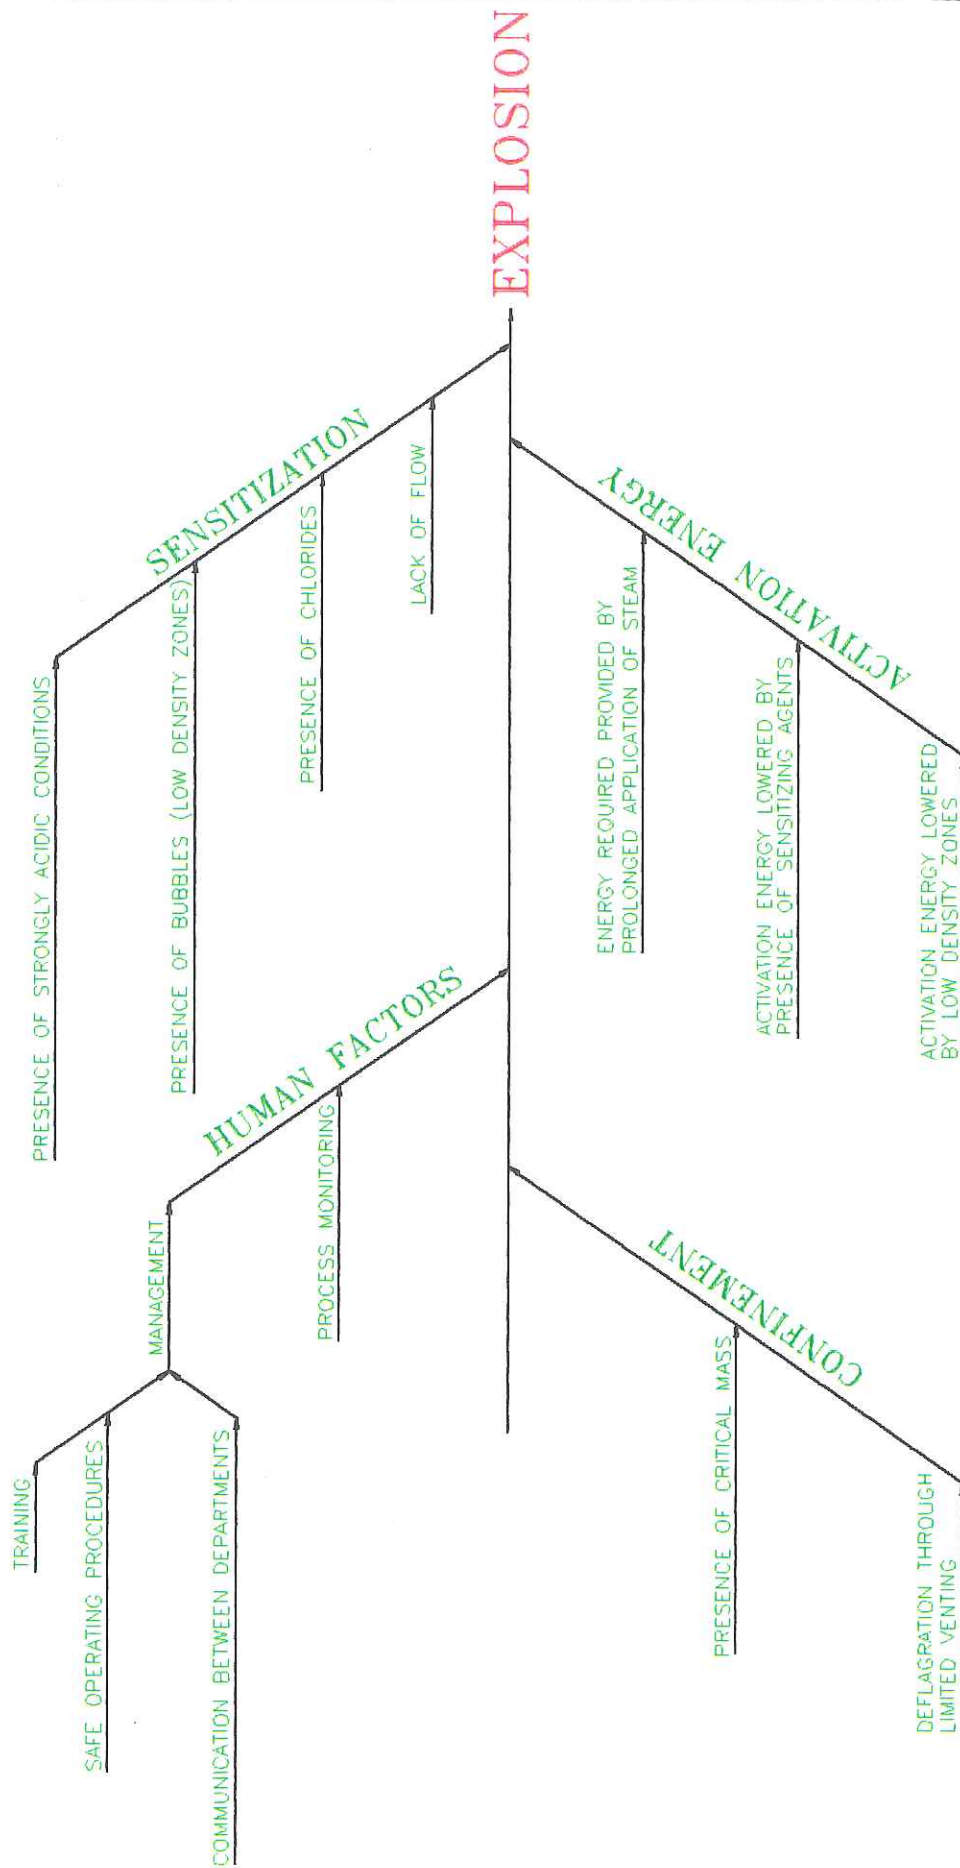 TRAINING
SAFE OPERATING PROCEDURES
COMMUNICATION BETWEEN DEPARTMENTS
MANAGEMENT
PROCESS MONITORING
HUMAN FACTORS
PRESENCE OF STRONGLY ACIDIC CONDITIONS
PRESENCE OF BUBBLES (LOW DENSITY ZONES)
PRESENCE OF CHLORIDES
LACK OF FLOW
SENSITIZATION
EXPLOSION
PRESENCE OF CRITICAL MASS
DEFLAGRATION THROUGH
LIMITED VENTING
CONFINEMENT
ENERGY REQUIRED PROVIDED BY
PROLONGED APPLICATION OF STEAM
ACTIVATION ENERGY LOWERED BY
PRESENCE OF SENSITIZING AGENTS
ACTIVATION ENERGY LOWERED
BY LOW DENSITY ZONES
ACTIVATION ENERGY